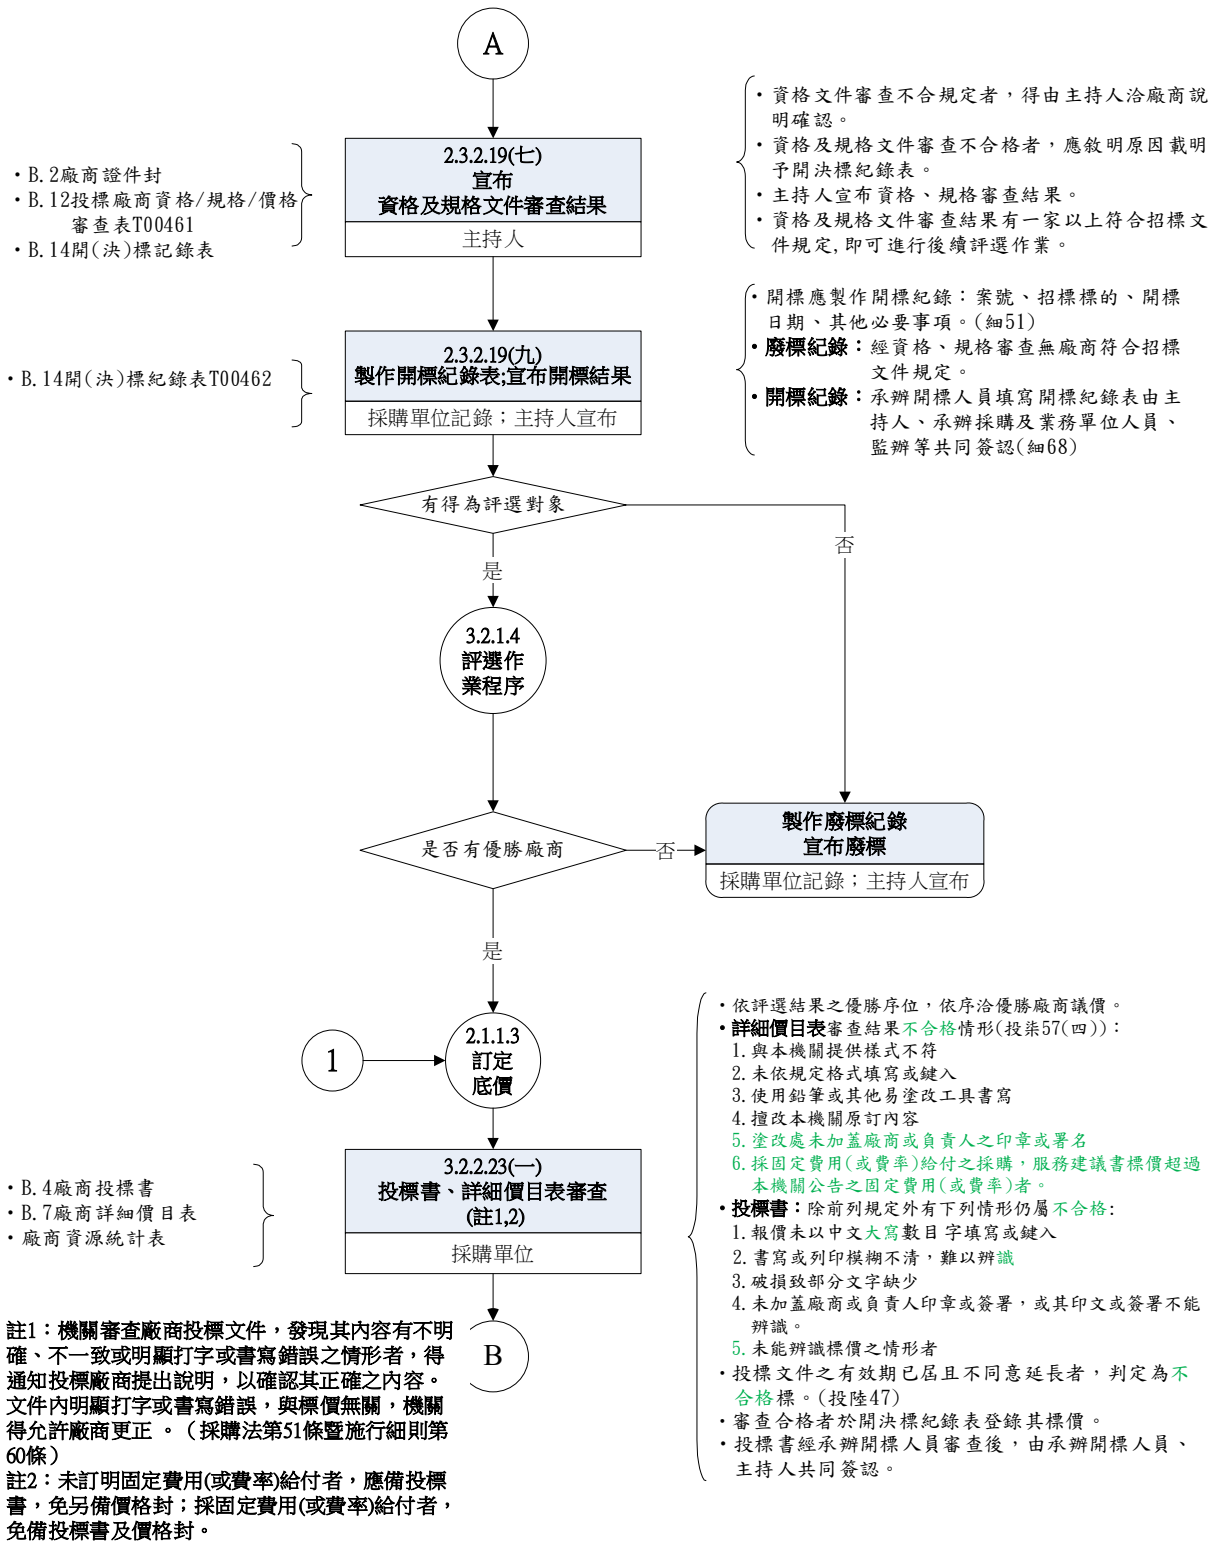 A
2.3.2.19(七)
宣布
資格及規格文件審查結果
主持人
・B.2廠商證件封
・B.12投標廠商資格/規格/價格
審查表T00461
・B.14開(決)標記錄表
・資格文件審查不合規定者，得由主持人洽廠商說
明確認。
・資格及規格文件審查不合格者，應敘明原因載明
予開決標紀錄表。
・主持人宣布資格、規格審查結果。
・資格及規格文件審查結果有一家以上符合招標文
件規定,即可進行後續評選作業。
2.3.2.19(九)
製作開標紀錄表;宣布開標結果
採購單位記錄；主持人宣布
・B.14開(決)標紀錄表T00462
・開標應製作開標紀錄：案號、招標標的、開標
日期、其他必要事項。(細51)
・廢標紀錄：經資格、規格審查無廠商符合招標
文件規定。
・開標紀錄：承辦開標人員填寫開標紀錄表由主
持人、承辦採購及業務單位人員、
監辦等共同簽認(細68)
有得為評選對象
否
是
3.2.1.4
評選作
業程序
是否有優勝廠商
否
製作廢標紀錄
宣布廢標
採購單位記錄；主持人宣布
是
1
2.1.1.3
訂定
底價
3.2.2.23(一)
投標書、詳細價目表審查
(註1,2)
採購單位
・B.4廠商投標書
・B.7廠商詳細價目表
・廠商資源統計表
・依評選結果之優勝序位，依序洽優勝廠商議價。
・詳細價目表審查結果不合格情形(投柒57(四))：
1.與本機關提供樣式不符
2.未依規定格式填寫或鍵入
3.使用鉛筆或其他易塗改工具書寫
4.擅改本機關原訂內容
5.塗改處未加蓋廠商或負責人之印章或署名
6.採固定費用(或費率)給付之採購，服務建議書標價超過
本機關公告之固定費用(或費率)者。
・投標書：除前列規定外有下列情形仍屬不合格:
1.報價未以中文大寫數目字填寫或鍵入
2.書寫或列印模糊不清，難以辨識
3.破損致部分文字缺少
4.未加蓋廠商或負責人印章或簽署，或其印文或簽署不能
辨識。
5.未能辨識標價之情形者
・投標文件之有效期已屆且不同意延長者，判定為不
合格標。(投陸47)
・審查合格者於開決標紀錄表登錄其標價。
・投標書經承辦開標人員審查後，由承辦開標人員、
主持人共同簽認。
B
註1：機關審查廠商投標文件，發現其內容有不明
確、不一致或明顯打字或書寫錯誤之情形者，得
通知投標廠商提出說明，以確認其正確之內容。
文件內明顯打字或書寫錯誤，與標價無關，機關
得允許廠商更正 。（採購法第51條暨施行細則第
60條）
註2：未訂明固定費用(或費率)給付者，應備投標
書，免另備價格封；採固定費用(或費率)給付者，
免備投標書及價格封。